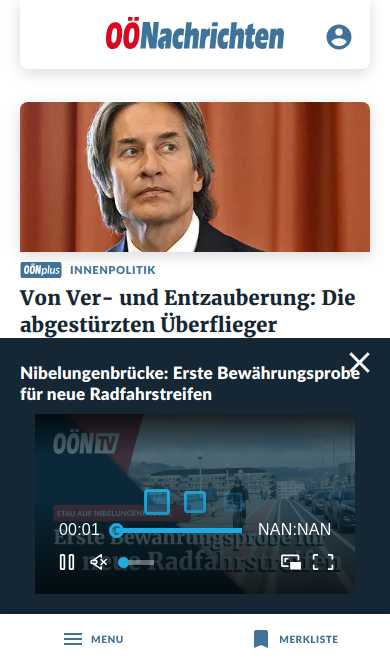 OÖNachrichten
OÖNplus INNENPOLITIK
Von Ver- und Entzauberung: Die
abgestürzten Überflieger
Nibelungenbrücke: Erste Bewährungsprobe
für neue Radfahrstreifen
OÖN TV
STAU AUF NIBELUNGEN
Erste Bewährungsprobe für
neue Radfahrstreifen
00:01
NAN:NAN
MENU
MERKLISTE